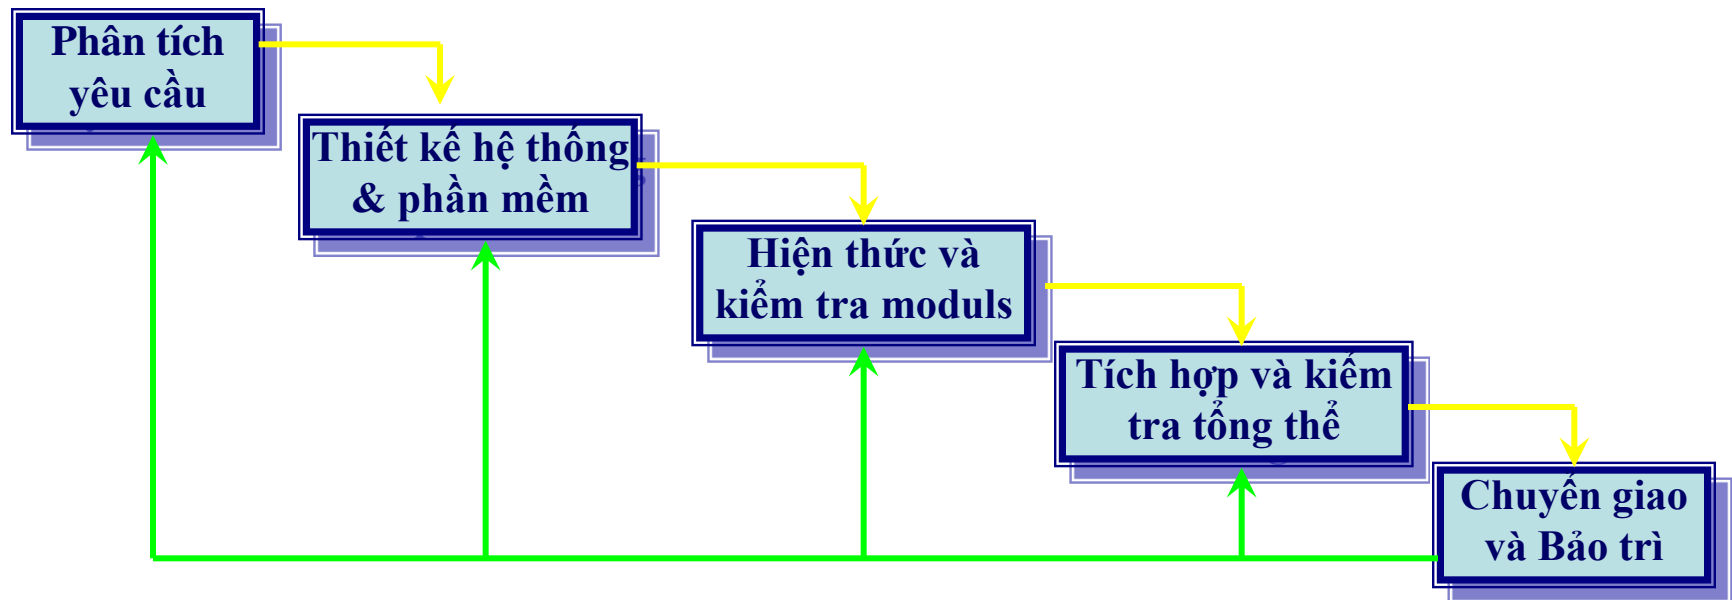 Phân tích
yêu cầu
Thiết kế hệ thống
& phần mềm
Hiện thức và
kiểm tra moduls
Tích hợp và kiểm
tra tổng thể
Chuyển giao
và Bảo trì